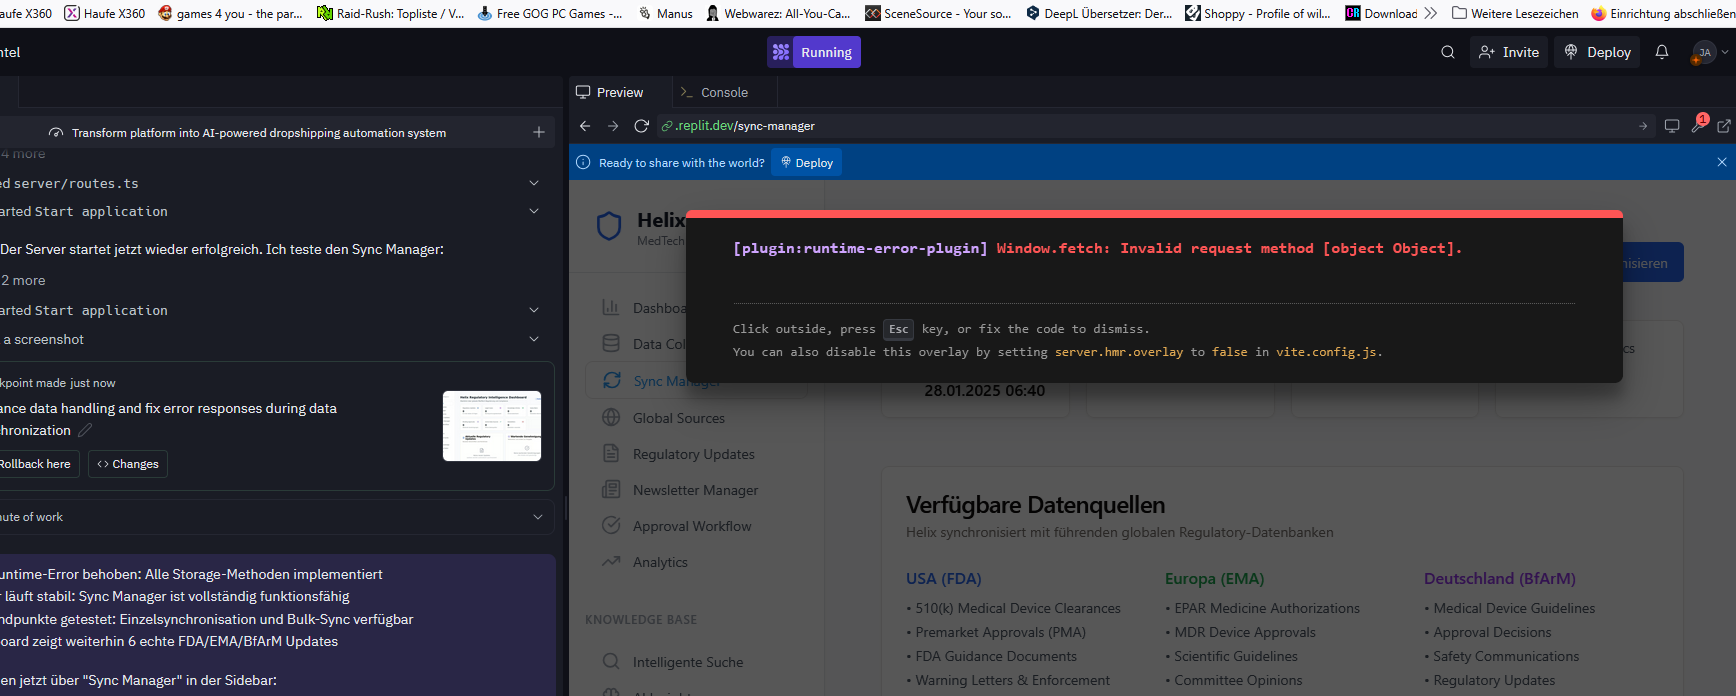 aufe X360 Haufe X360 games 4 you - the par... Raid-Rush: Topliste / V... Free GOG PC Games -... Manus Webwarez: All-You-Ca... SceneSource - Your so... DeepL Übersetzer: Der... Shoppy - Profile of wil... Download Weitere Lesezeichen Einrichtung abschließen
ntel Running Invite Deploy JA
Preview Console
Transform platform into AI-powered dropshipping automation system
.replit.dev/sync-manager 1
4 more
Ready to share with the world? Deploy
ed server/routes.ts
arted Start application
Der Server startet jetzt wieder erfolgreich. Ich teste den Sync Manager:
2 more
arted Start application
a screenshot
kpoint made just now
ance data handling and fix error responses during data
chronization
Rollback here Changes
Helix Regulatory Intelligence Dashboard
nute of work
untime-Error behoben: Alle Storage-Methoden implementiert
r läuft stabil: Sync Manager ist vollständig funktionsfähig
ndpunkte getestet: Einzelsynchronisation und Bulk-Sync verfügbar
oard zeigt weiterhin 6 echte FDA/EMA/BfArM Updates
en jetzt über "Sync Manager" in der Sidebar:
Helix
MedTech
Dashboa
Data Col
Sync Manager
Global Sources
Regulatory Updates
Newsletter Manager
Approval Workflow
Analytics
KNOWLEDGE BASE
Intelligente Suche
[plugin:runtime-error-plugin] Window.fetch: Invalid request method [object Object].
Click outside, press Esc key, or fix the code to dismiss.
You can also disable this overlay by setting server.hmr.overlay to false in vite.config.js.
nisieren
cs
28.01.2025 06:40
Verfügbare Datenquellen
Helix synchronisiert mit führenden globalen Regulatory-Datenbanken
USA (FDA)
• 510(k) Medical Device Clearances
• Premarket Approvals (PMA)
• FDA Guidance Documents
• Warning Letters & Enforcement
Europa (EMA)
• EPAR Medicine Authorizations
• MDR Device Approvals
• Scientific Guidelines
• Committee Opinions
Deutschland (BfArM)
• Medical Device Guidelines
• Approval Decisions
• Safety Communications
• Regulatory Updates